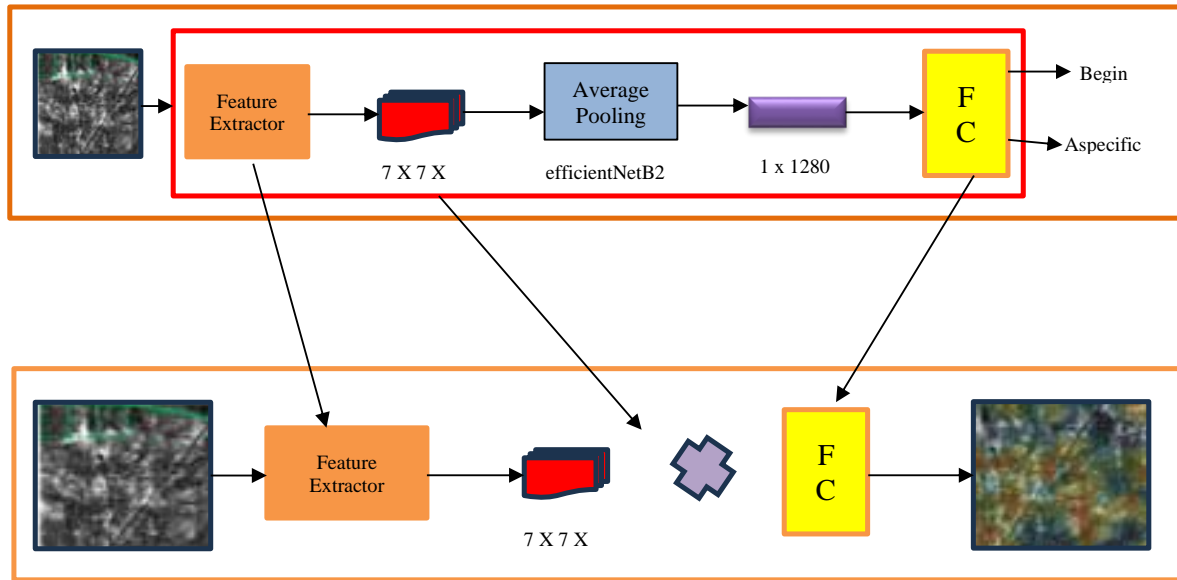 Feature
Extractor
7 X 7 X
Average
Pooling
efficientNetB2
1 x 1280
F
C
Begin
Aspecific
Feature
Extractor
7 X 7 X
F
C